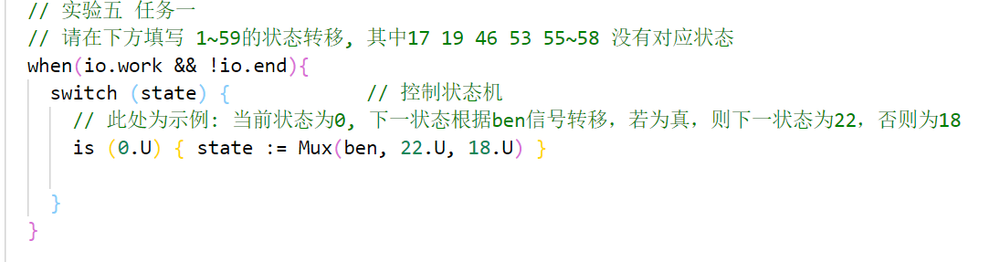 // 实验五 任务一
// 请在下方填写 1~59的状态转移, 其中17 19 46 53 55~58 没有对应状态
when(io.work && !io.end){
switch (state) { // 控制状态机
// 此处为示例: 当前状态为0, 下一状态根据ben信号转移，若为真，则下一状态为22，否则为18
is (0.U) { state := Mux(ben, 22.U, 18.U) }
}
}